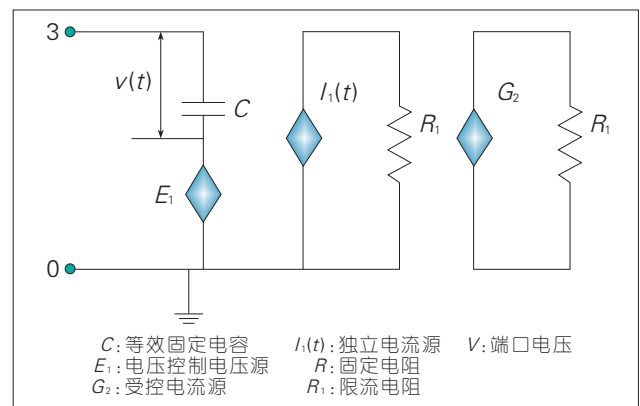 3
v(t)
C
I₁(t)
R₁
G₂
R₁
E₁
0
C:等效固定电容 I₁(t):独立电流源 V:端口电压
E₁:电压控制电压源 R:固定电阻
G₂:受控电流源 R₁:限流电阻